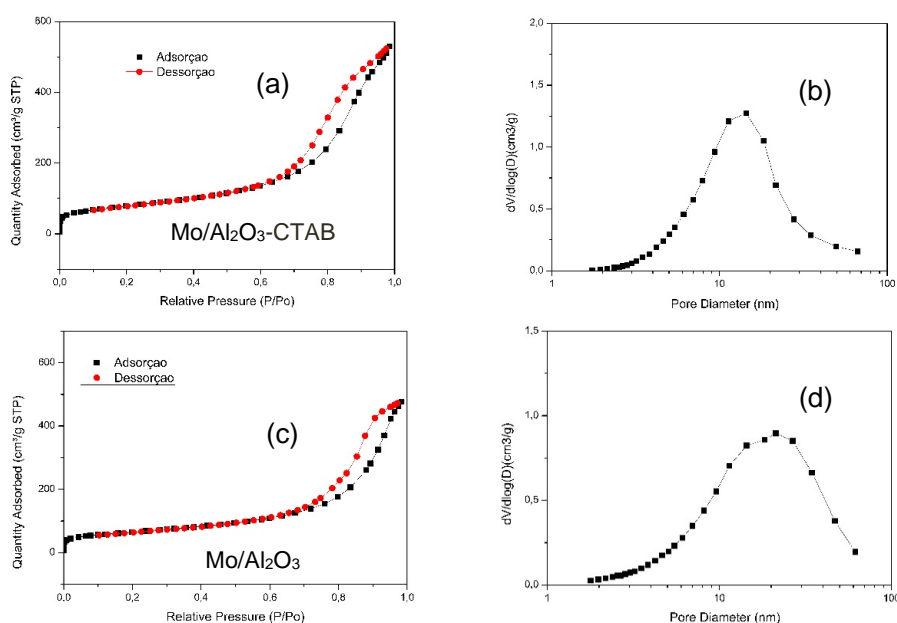 600
400
200
0
Quantity Adsorbed (cm³/g STP)
Adsorçao
Dessorçao
(a)
Mo/Al₂O₃-CTAB
0,0 0,2 0,4 0,6 0,8 1,0
Relative Pressure (P/Po)
2,0
1,5
1,0
0,5
0,0
dV/dlog(D)(cm3/g)
(b)
1 10 100
Pore Diameter (nm)
600
400
200
0
Quantity Adsorbed (cm³/g STP)
Adsorçao
Dessorçao
(c)
Mo/Al₂O₃
0,0 0,2 0,4 0,6 0,8 1,0
Relative Pressure (P/Po)
1,5
1,0
0,5
0,0
dV/dlog(D)(cm3/g)
(d)
1 10 100
Pore Diameter (nm)